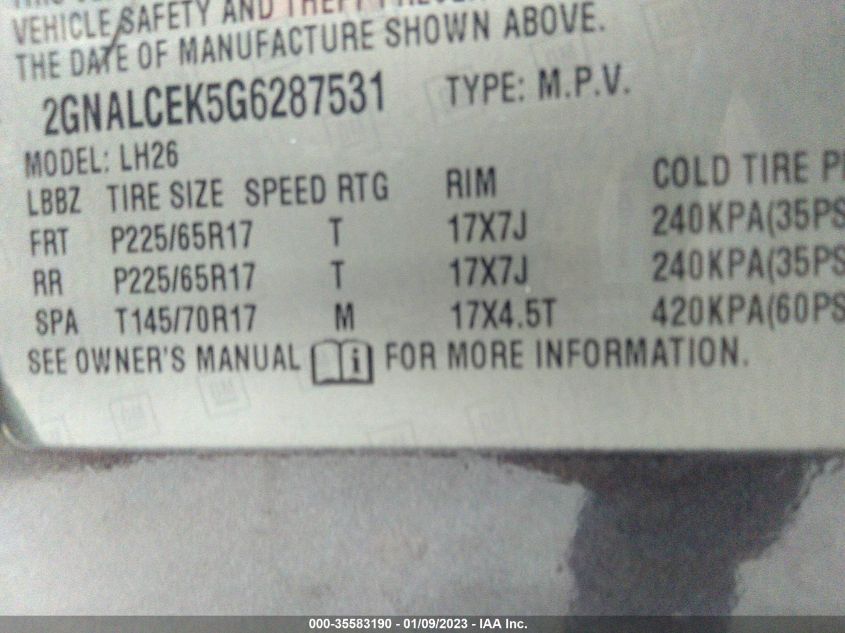 VEHICLE SAFETY AND THEFT
THE DATE OF MANUFACTURE SHOWN ABOVE.
2GNALCEK5G6287531 TYPE: M.P.V.
MODEL: LH26
LBBZ TIRE SIZE SPEED RTG RIM COLD TIRE
FRT P225/65R17 T 17X7J 240KPA(35PS
RR P225/65R17 T 17X7J 240KPA(35PS
SPA T145/70R17 M 17X4.5T 420KPA(60PS
SEE OWNER'S MANUAL i FOR MORE INFORMATION.
000-35583190 - 01/09/2023 - IAA Inc.